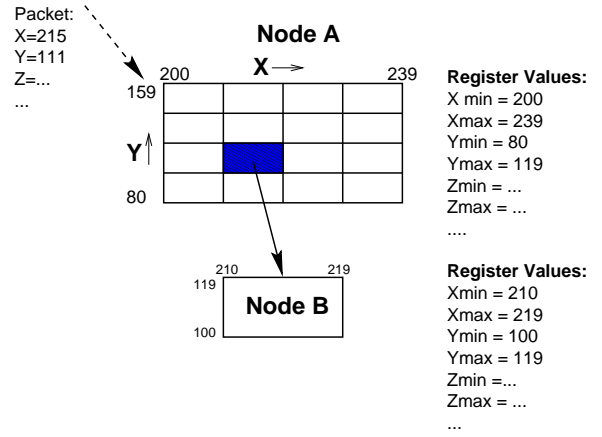 Packet:
X=215
Y=111
Z=...
...
Node A
X
200
239
159
Y
80
Register Values:
X min = 200
Xmax = 239
Ymin = 80
Ymax = 119
Zmin = ...
Zmax = ...
....
210
219
119
Node B
100
Register Values:
Xmin = 210
Xmax = 219
Ymin = 100
Ymax = 119
Zmin =...
Zmax = ...
...